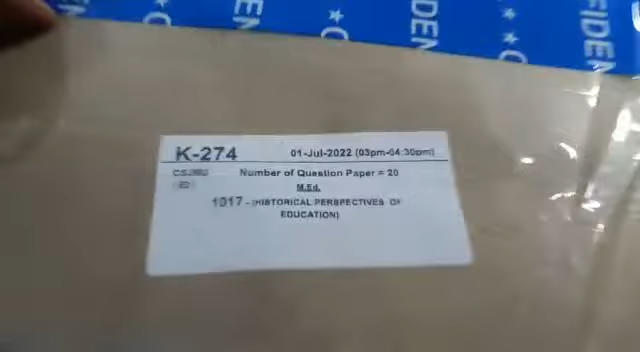 FIDEN
DEN
K-274
01-Jul-2022 (03pm-04:30pm)
Number of Question Paper = 20
M.Ed.
1017 - (HISTORICAL PERSPECTIVES OF
EDUCATION)